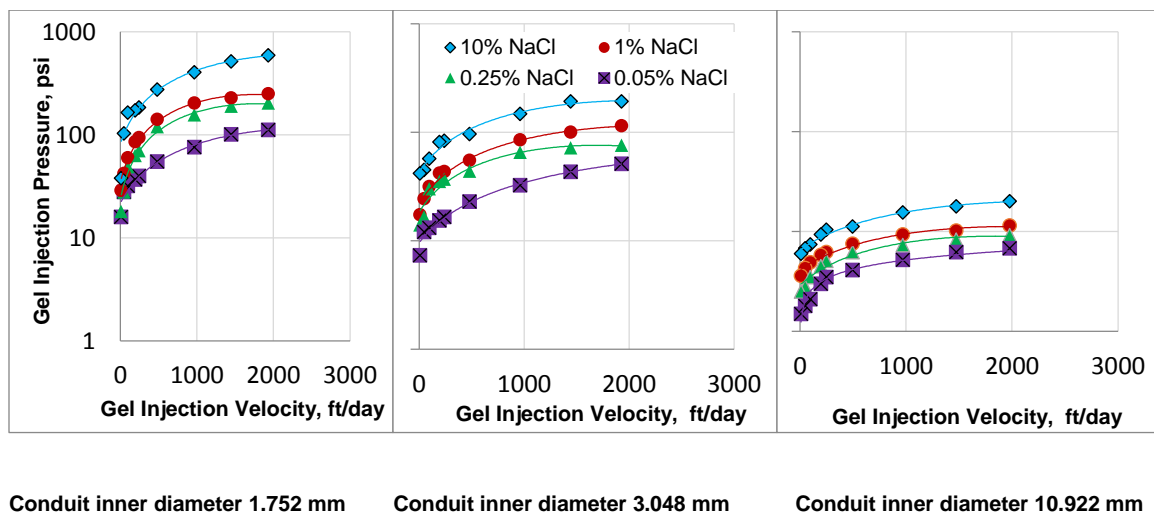 Gel Injection Pressure, psi
1000
100
10
1
0 1000 2000 3000
Gel Injection Velocity, ft/day
10% NaCl 1% NaCl
0.25% NaCl 0.05% NaCl
0 1000 2000 3000
Gel Injection Velocity, ft/day
0 1000 2000 3000
Gel Injection Velocity, ft/day
Conduit inner diameter 1.752 mm
Conduit inner diameter 3.048 mm
Conduit inner diameter 10.922 mm